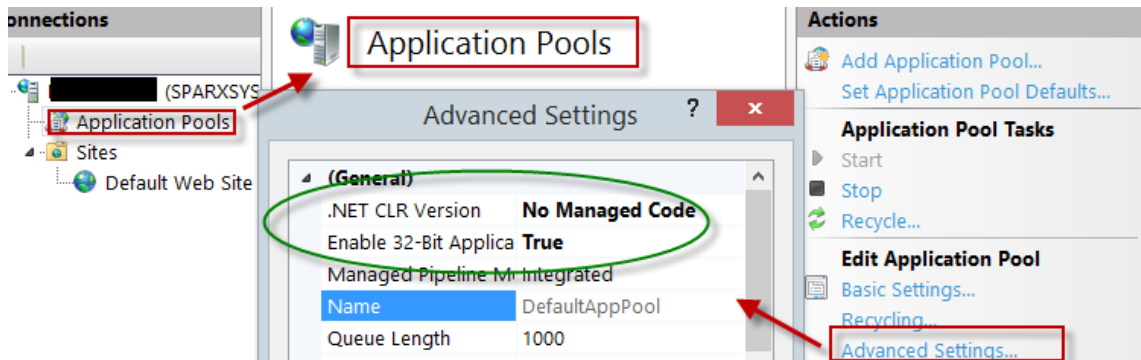 onnections
(SPARXSYS
Application Pools
Sites
Default Web Site
Application Pools
Advanced Settings
?
x
(General)
.NET CLR Version No Managed Code
Enable 32-Bit Applica True
Managed Pipeline Mo Integrated
Name DefaultAppPool
Queue Length 1000
Actions
Add Application Pool...
Set Application Pool Defaults...
Application Pool Tasks
Start
Stop
Recycle...
Edit Application Pool
Basic Settings...
Recycling...
Advanced Settings...